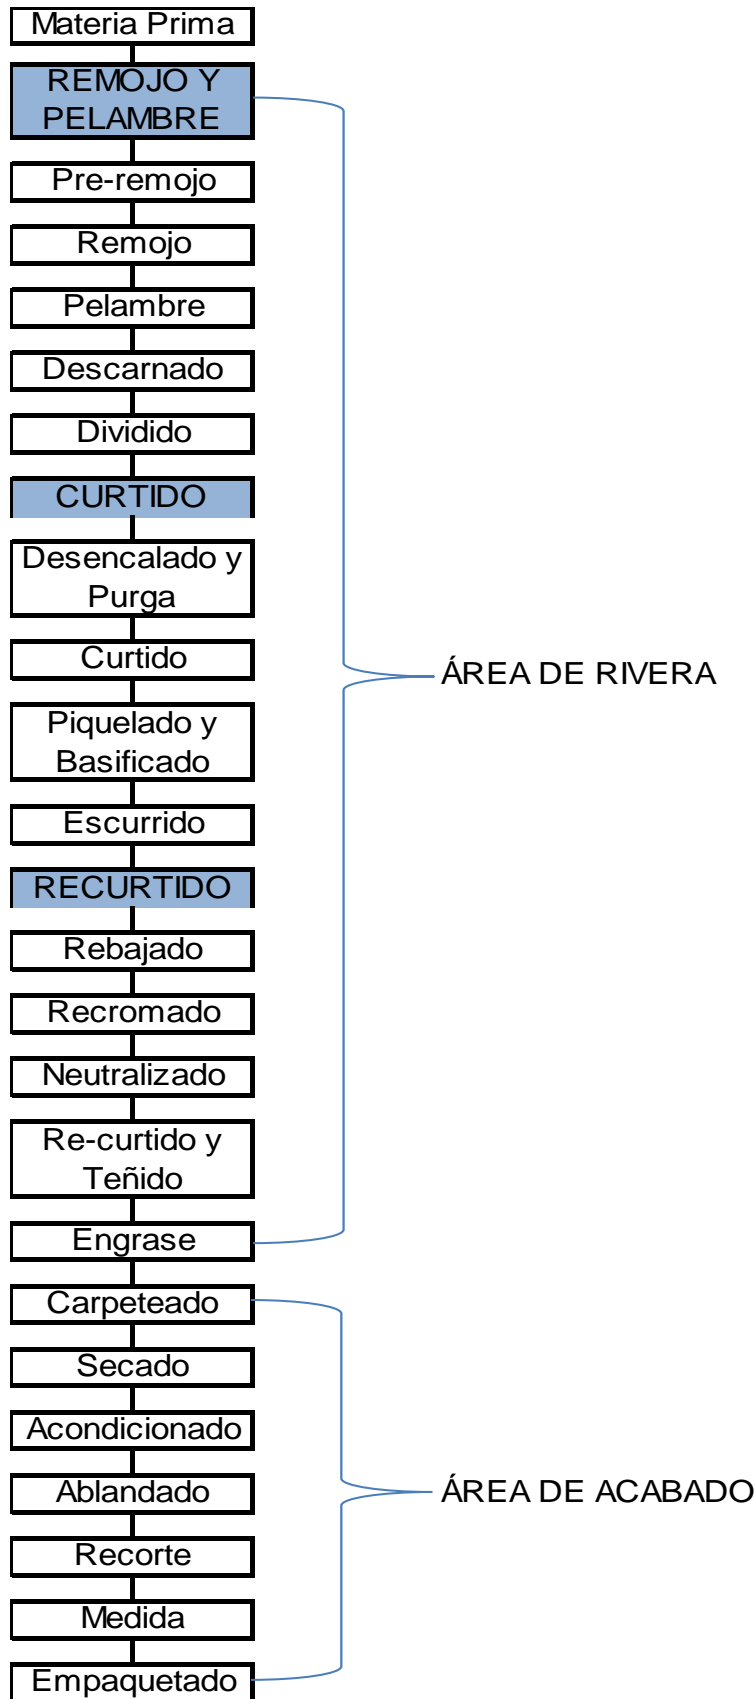 Materia Prima
REMOJO Y
PELAMBRE
Pre-remojo
Remojo
Pelambre
Descarnado
Dividido
CURTIDO
Desencalado y
Purga
Curtido
ÁREA DE RIVERA
Piquelado y
Basificado
Escurrido
RECURTIDO
Rebajado
Recromado
Neutralizado
Re-curtido y
Teñido
Engrase
Carpeteado
Secado
Acondicionado
Ablandado
ÁREA DE ACABADO
Recorte
Medida
Empaquetado